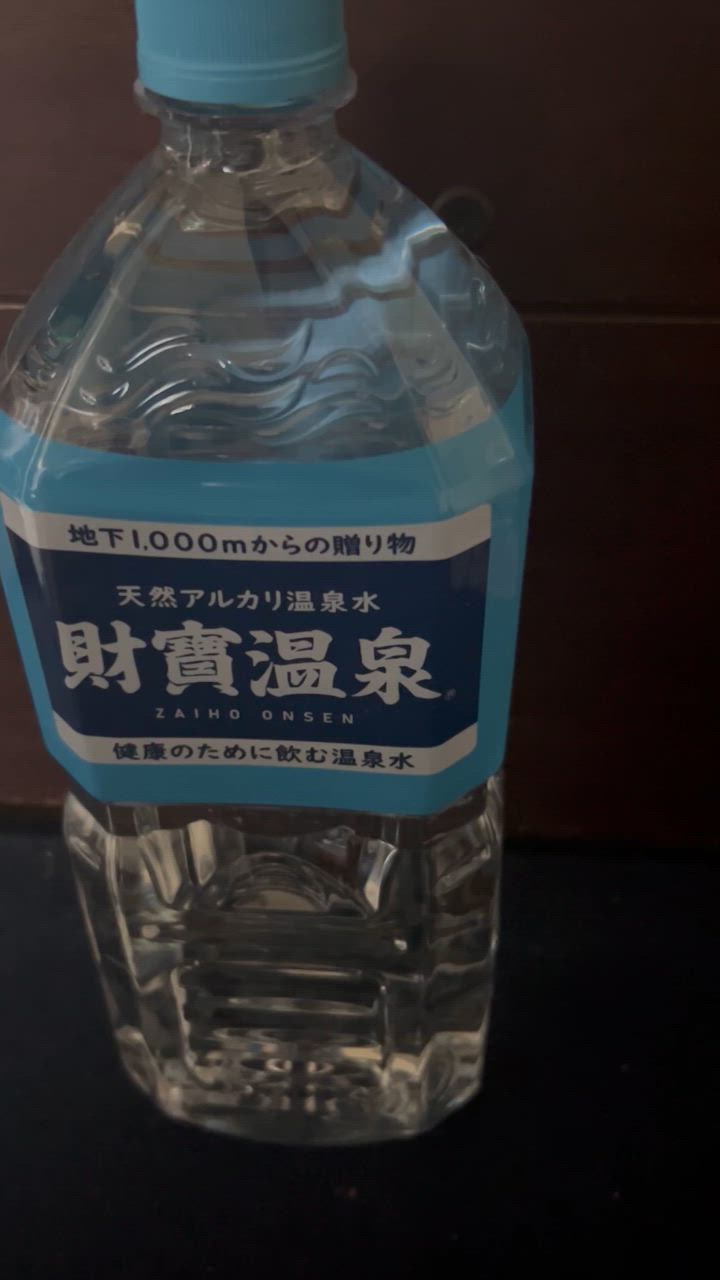 地下1,000mからの贈り物
天然アルカリ温泉水
財寶温泉
ZAIHO ONSEN
健康のために飲む温泉水